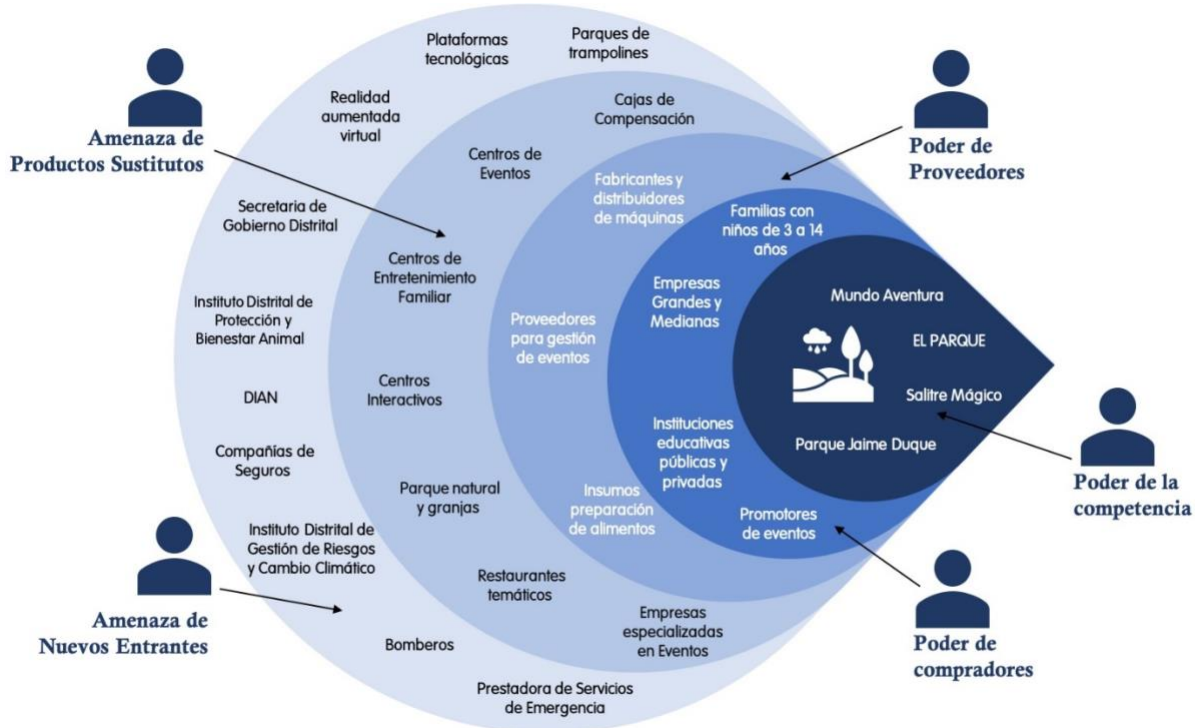 Plataformas
tecnológicas
Parques de
trampolines
Realidad
aumentada
virtual
Cajas de
Compensación
Amenaza de
Productos Sustitutos
Centros de
Eventos
Poder de
Proveedores
Fabricantes y
distribuidores
de máquinas
Familias con
niños de 3 a 14
años
Secretaria de
Gobierno Distrital
Centros de
Entretenimiento
Familiar
Empresas
Grandes y
Medianas
Mundo Aventura
Instituto Distrital de
Protección y
Bienestar Animal
Proveedores
para gestión
de eventos
EL PARQUE
DIAN
Centros
Interactivos
Salitre Mágico
Compañías de
Seguros
Instituciones
educativas
públicas y
privadas
Parque Jaime Duque
Poder de la
competencia
Parque natural
y granjas
Insumos
preparación
de alimentos
Promotores
de eventos
Instituto Distrital de
Gestión de Riesgos
y Cambio Climático
Restaurantes
temáticos
Amenaza de
Nuevos Entrantes
Bomberos
Empresas
especializadas
en Eventos
Poder de
compradores
Prestadora de Servicios
de Emergencia